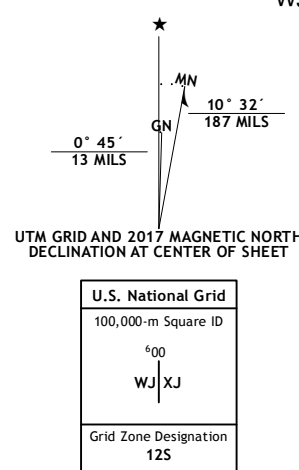 ★
MN
GN
10° 32´
187 MILS
0° 45´
13 MILS
UTM GRID AND 2017 MAGNETIC NORTH
DECLINATION AT CENTER OF SHEET
U.S. National Grid
100,000-m Square ID
⁶00
WJ XJ
Grid Zone Designation
12S